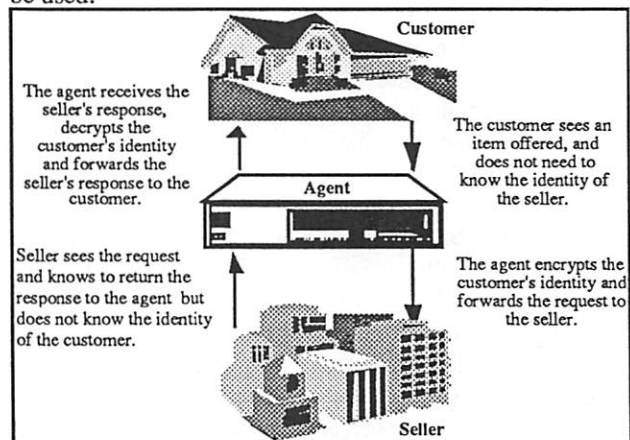 be used.
Customer
The agent receives the
seller's response,
decrypts the
customer's identity
and forwards the
seller's response to the
customer.
The customer sees an
item offered, and
does not need to
know the identity of
the seller.
Agent
Seller sees the request
and knows to return the
response to the agent but
does not know the identity
of the customer.
The agent encrypts the
customer's identity and
forwards the request to
the seller.
Seller